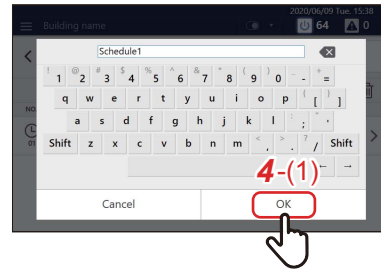 2020/06/09 Tue. 15:38
Building name 64 0
Schedule1
! 1 @ 2 # 3 $ 4 % 5 ^ 6 & 7 * 8 ( 9 ) 0 _ - + =
q w e r t y u i o p { [ } ]
NO.
a s d f g h j k l : ; " '
01
Shift z x c v b n m < , > . ? / Shift
← →
4-(1)
Cancel OK